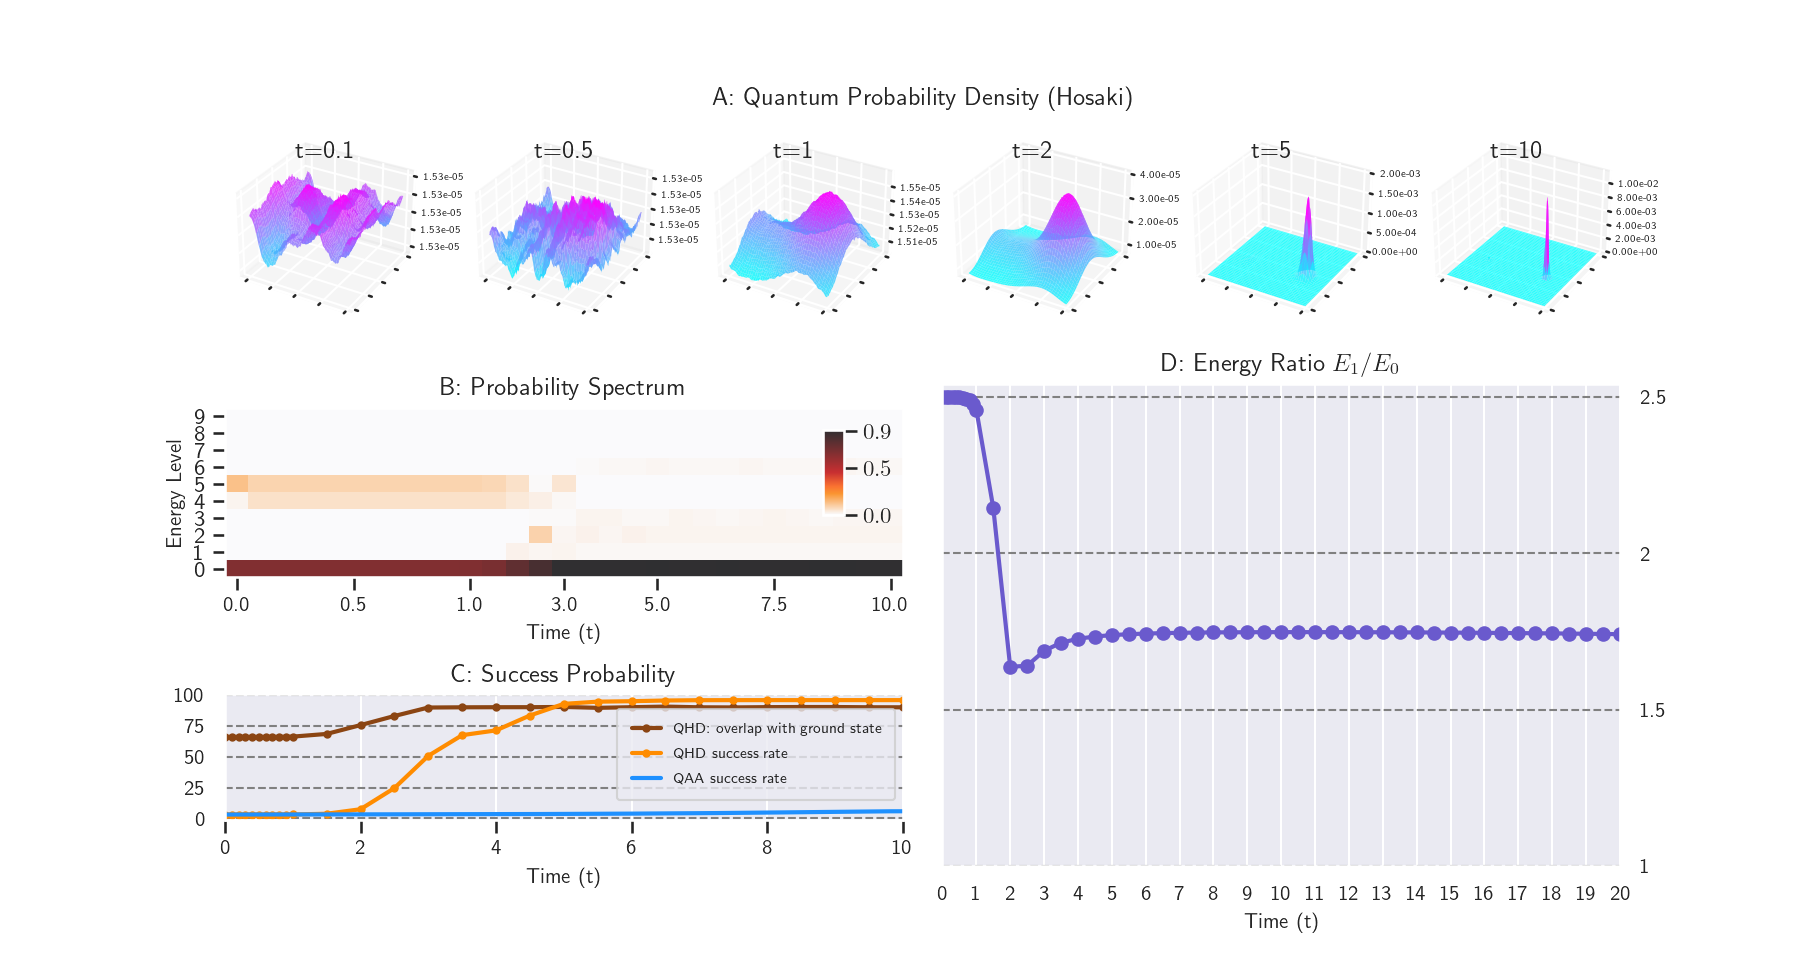 A: Quantum Probability Density (Hosaki)
t=0.1
t=0.5
t=1
t=2
t=5
t=10
1.53e-05
1.53e-05
1.53e-05
1.53e-05
1.53e-05
1.53e-05
1.53e-05
1.53e-05
1.53e-05
1.55e-05
1.54e-05
1.53e-05
1.52e-05
1.51e-05
4.00e-05
3.00e-05
2.00e-05
1.00e-05
2.00e-03
1.50e-03
1.00e-03
5.00e-04
0.00e+00
1.00e-02
8.00e-03
6.00e-03
4.00e-03
2.00e-03
0.00e+00
B: Probability Spectrum
Energy Level
9
8
7
6
5
4
3
2
1
0
0.9
0.5
0.0
0.0 0.5 1.0 3.0 5.0 7.5 10.0
Time (t)
C: Success Probability
100
75
50
25
0
QHD: overlap with ground state
QHD success rate
QAA success rate
0 2 4 6 8 10
Time (t)
D: Energy Ratio E₁/E₀
2.5
2
1.5
1
0 1 2 3 4 5 6 7 8 9 10 11 12 13 14 15 16 17 18 19 20
Time (t)